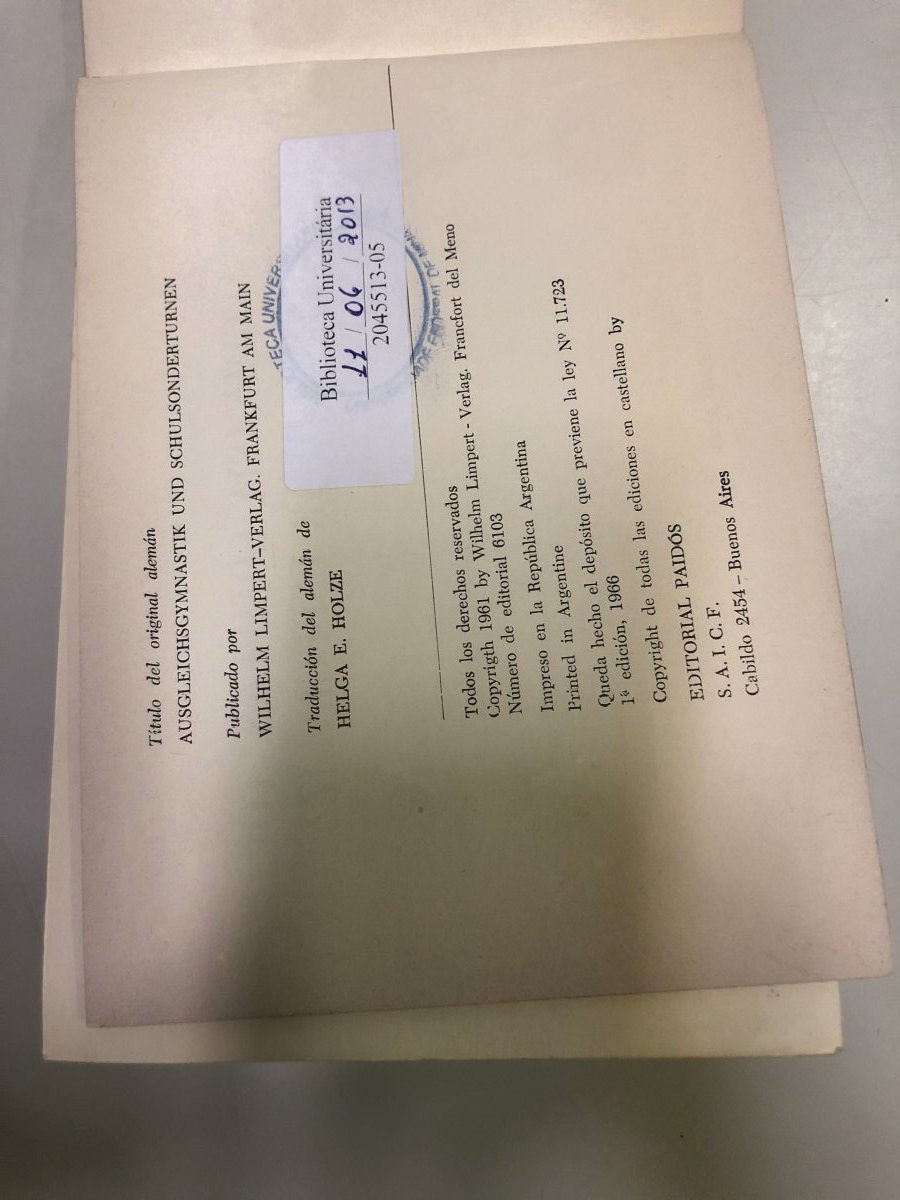 Título del original alemán
AUSGLEICHSGYMNASTIK UND SCHULSONDERTURNEN
Publicado por
WILHELM LIMPERT-VERLAG. FRANKFURT AM MAIN
Traducción del alemán de
HELGA E. HOLZE
TECA UNIVER
Biblioteca Universitária
11 / 06 / 2013
2045513-05
Todos los derechos reservados
Copyrigth 1961 by Wilhelm Limpert - Verlag. Francfort del Meno
Número de editorial 6103
Impreso en la República Argentina
Printed in Argentine
Queda hecho el depósito que previene la ley Nº 11.723
1ª edición, 1966
Copyright de todas las ediciones en castellano by
EDITORIAL PAIDÓS
S. A. I. C. F.
Cabildo 2454 – Buenos Aires